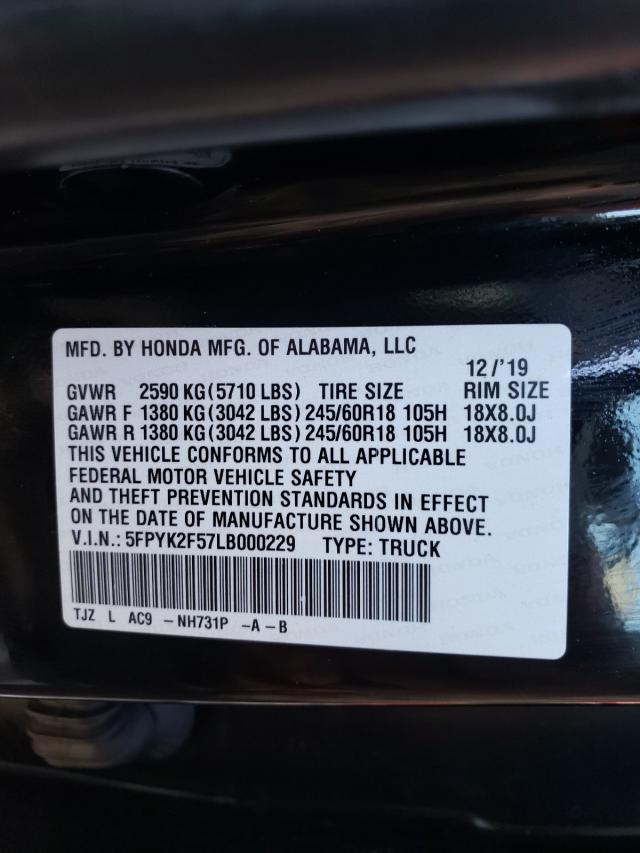 MFD. BY HONDA MFG. OF ALABAMA, LLC
12/'19
GVWR 2590 KG (5710 LBS) TIRE SIZE RIM SIZE
GAWR F 1380 KG (3042 LBS) 245/60R18 105H 18X8.0J
GAWR R 1380 KG (3042 LBS) 245/60R18 105H 18X8.0J
THIS VEHICLE CONFORMS TO ALL APPLICABLE
FEDERAL MOTOR VEHICLE SAFETY
AND THEFT PREVENTION STANDARDS IN EFFECT
ON THE DATE OF MANUFACTURE SHOWN ABOVE.
V.I.N.: 5FPYK2F57LB000229 TYPE: TRUCK
TJZ L AC9 -NH731P -A-B